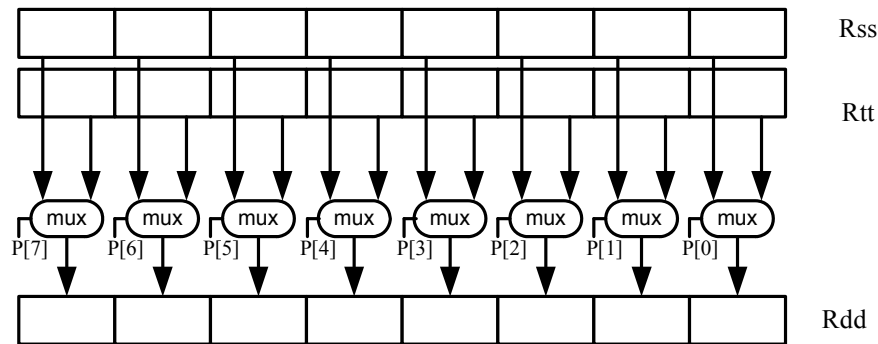 Rss
Rtt
mux mux mux mux mux mux mux mux
P[7] P[6] P[5] P[4] P[3] P[2] P[1] P[0]
Rdd